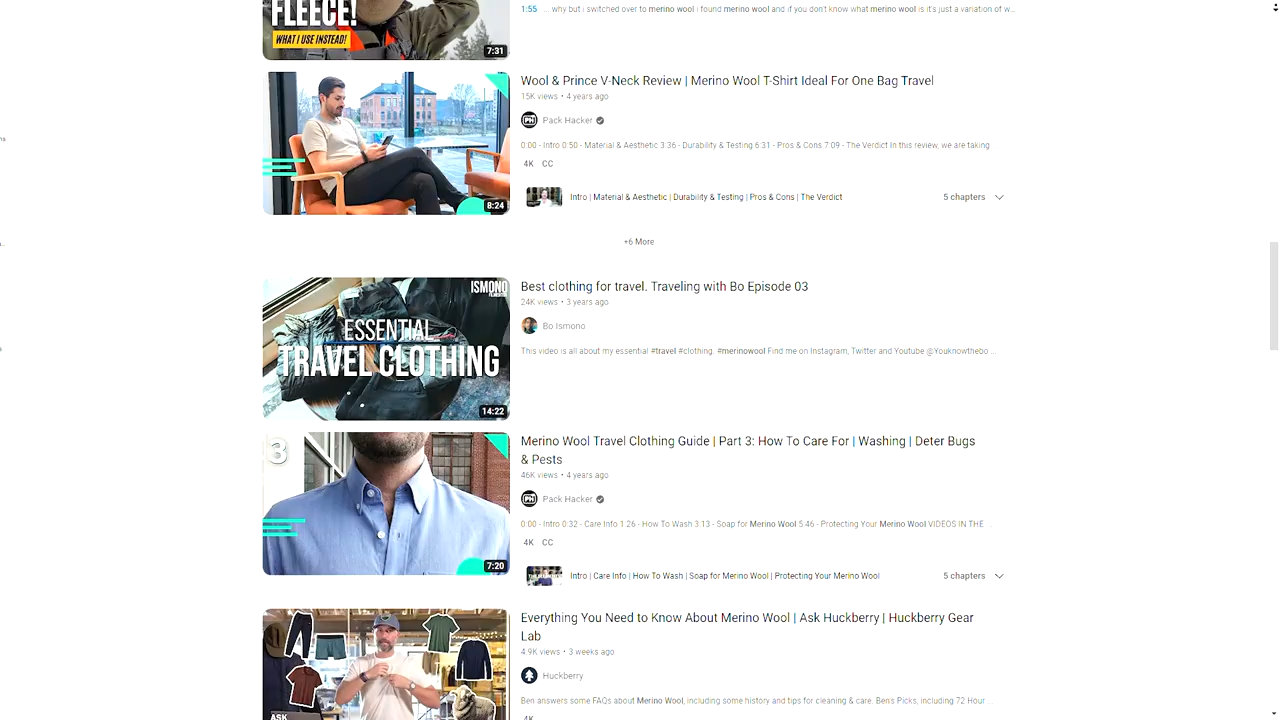 FLEECE!
WHAT I USE INSTEAD!
7:31
1:55 ... why but i switched over to merino wool i found merino wool and if you don't know what merino wool is it's just a variation of w...
Wool & Prince V-Neck Review | Merino Wool T-Shirt Ideal For One Bag Travel
15K views • 4 years ago
Pack Hacker
0:00 - Intro 0:50 - Material & Aesthetic 3:36 - Durability & Testing 6:31 - Pros & Cons 7:09 - The Verdict In this review, we are taking
4K CC
8:24
Intro | Material & Aesthetic | Durability & Testing | Pros & Cons | The Verdict
5 chapters
+6 More
ISMONO
ESSENTIAL
TRAVEL CLOTHING
14:22
Best clothing for travel. Traveling with Bo Episode 03
24K views • 3 years ago
Bo Ismono
This video is all about my essential #travel #clothing. #merinowool Find me on Instagram, Twitter and Youtube @Youknowthebo ...
3
7:20
Merino Wool Travel Clothing Guide | Part 3: How To Care For | Washing | Deter Bugs
& Pests
46K views • 4 years ago
Pack Hacker
0:00 - Intro 0:32 - Care Info 1:26 - How To Wash 3:13 - Soap for Merino Wool 5:46 - Protecting Your Merino Wool VIDEOS IN THE
4K CC
Intro | Care Info | How To Wash | Soap for Merino Wool | Protecting Your Merino Wool
5 chapters
ASK
Everything You Need to Know About Merino Wool | Ask Huckberry | Huckberry Gear
Lab
4.9K views • 3 weeks ago
Huckberry
Ben answers some FAQs about Merino Wool, including some history and tips for cleaning & care. Ben's Picks, including 72 Hour ...
4K